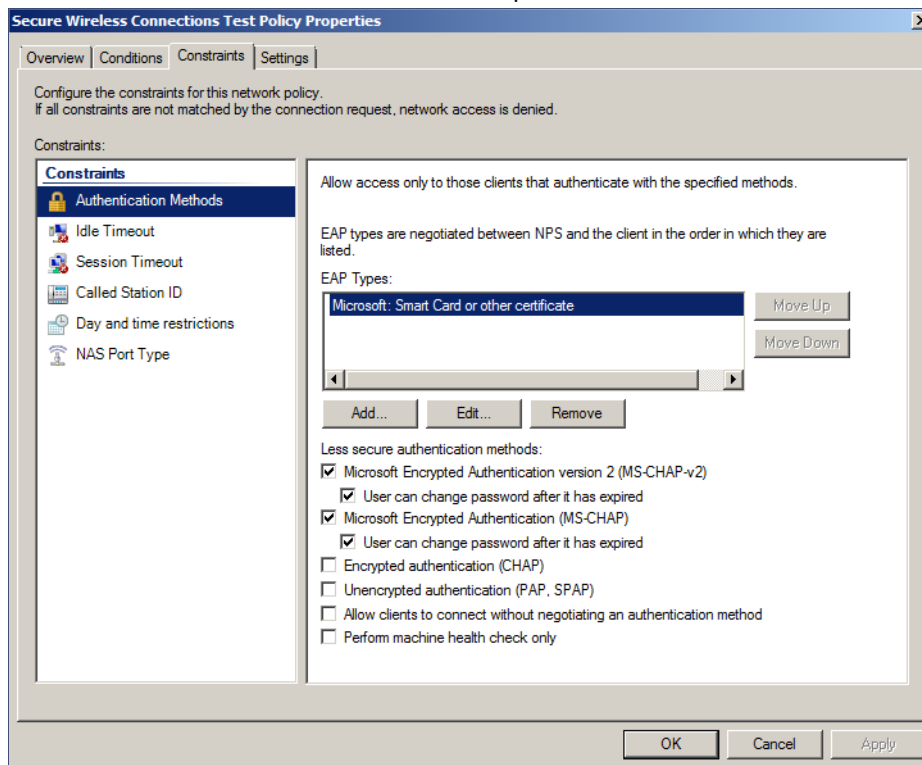 Secure Wireless Connections Test Policy Properties
Overview Conditions Constraints Settings
Configure the constraints for this network policy.
If all constraints are not matched by the connection request, network access is denied.
Constraints:
Constraints
Authentication Methods
Idle Timeout
Session Timeout
Called Station ID
Day and time restrictions
NAS Port Type
Allow access only to those clients that authenticate with the specified methods.
EAP types are negotiated between NPS and the client in the order in which they are
listed.
EAP Types:
Microsoft: Smart Card or other certificate
Move Up
Move Down
Add... Edit... Remove
Less secure authentication methods:
Microsoft Encrypted Authentication version 2 (MS-CHAP-v2)
User can change password after it has expired
Microsoft Encrypted Authentication (MS-CHAP)
User can change password after it has expired
Encrypted authentication (CHAP)
Unencrypted authentication (PAP, SPAP)
Allow clients to connect without negotiating an authentication method
Perform machine health check only
OK Cancel Apply